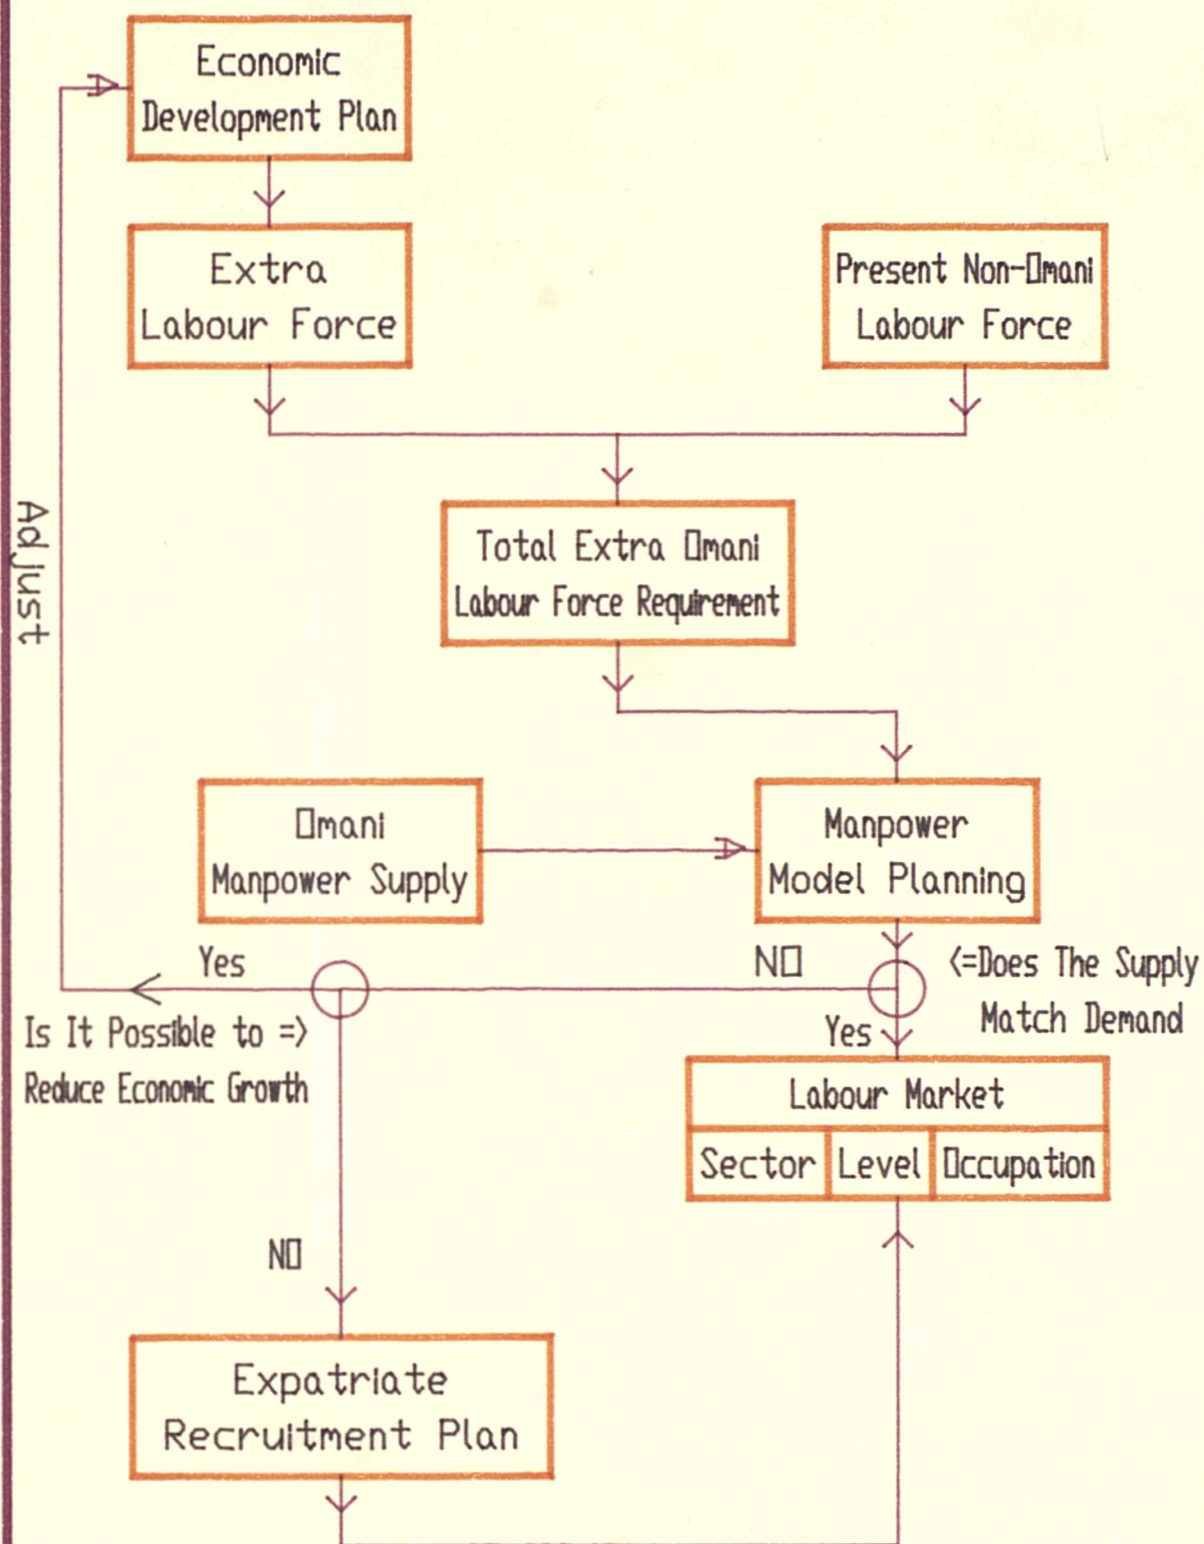 Economic
Development Plan
Extra
Labour Force
Present Non-Omani
Labour Force
Adjust
Total Extra Omani
Labour Force Requirement
Omani
Manpower Supply
Manpower
Model Planning
Yes
NO
<=Does The Supply
Match Demand
Is It Possible to =>
Reduce Economic Growth
Yes
Labour Market
Sector Level Occupation
NO
Expatriate
Recruitment Plan